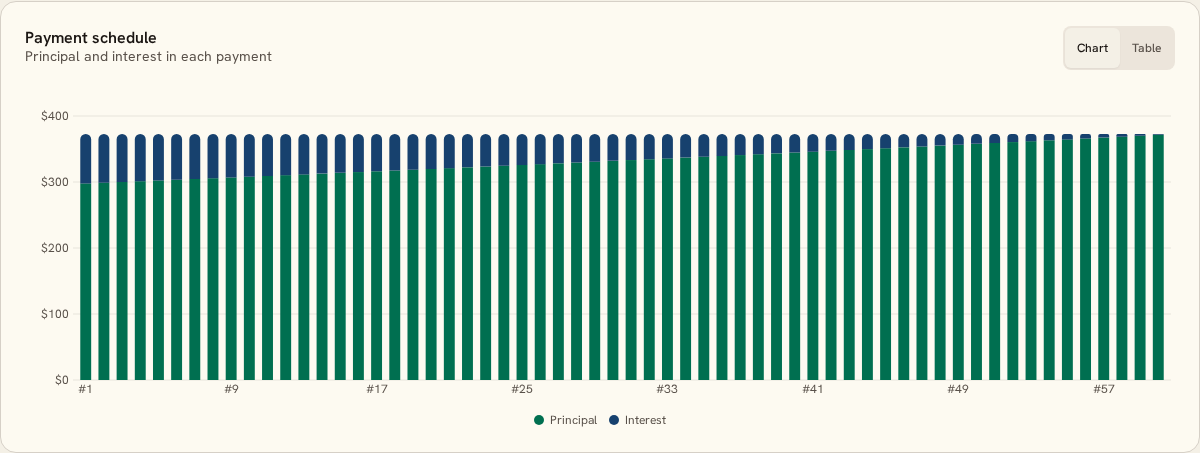 Payment schedule
Principal and interest in each payment
Chart
Table
$400
$300
$200
$100
$0
#1
#9
#17
#25
#33
#41
#49
#57
Principal
Interest